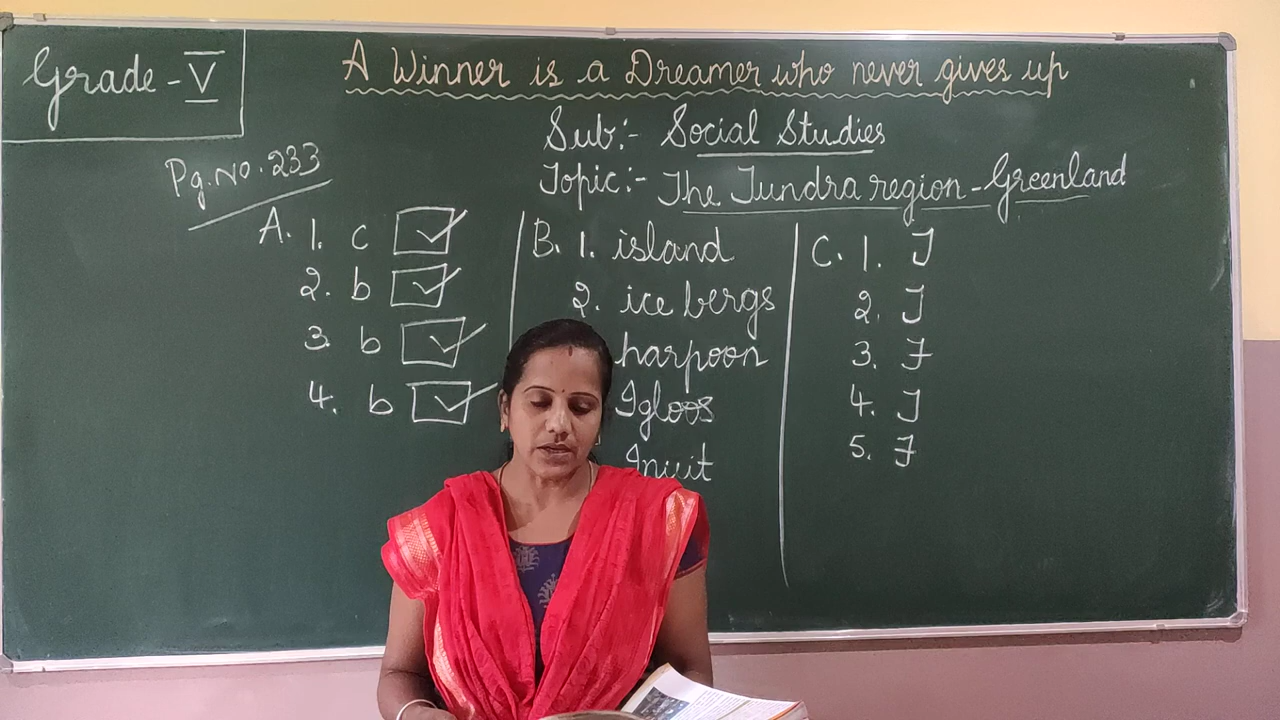 Grade - V
A Winner is a Dreamer who never gives up
Sub:- Social Studies
Topic:- The Tundra region - Greenland
Pg. No. 233
A. 1. c
2. b
3. b
4. b
B. 1. island
2. ice bergs
harpoon
Igloos
Inuit
C. 1. T
2. T
3. F
4. T
5. F